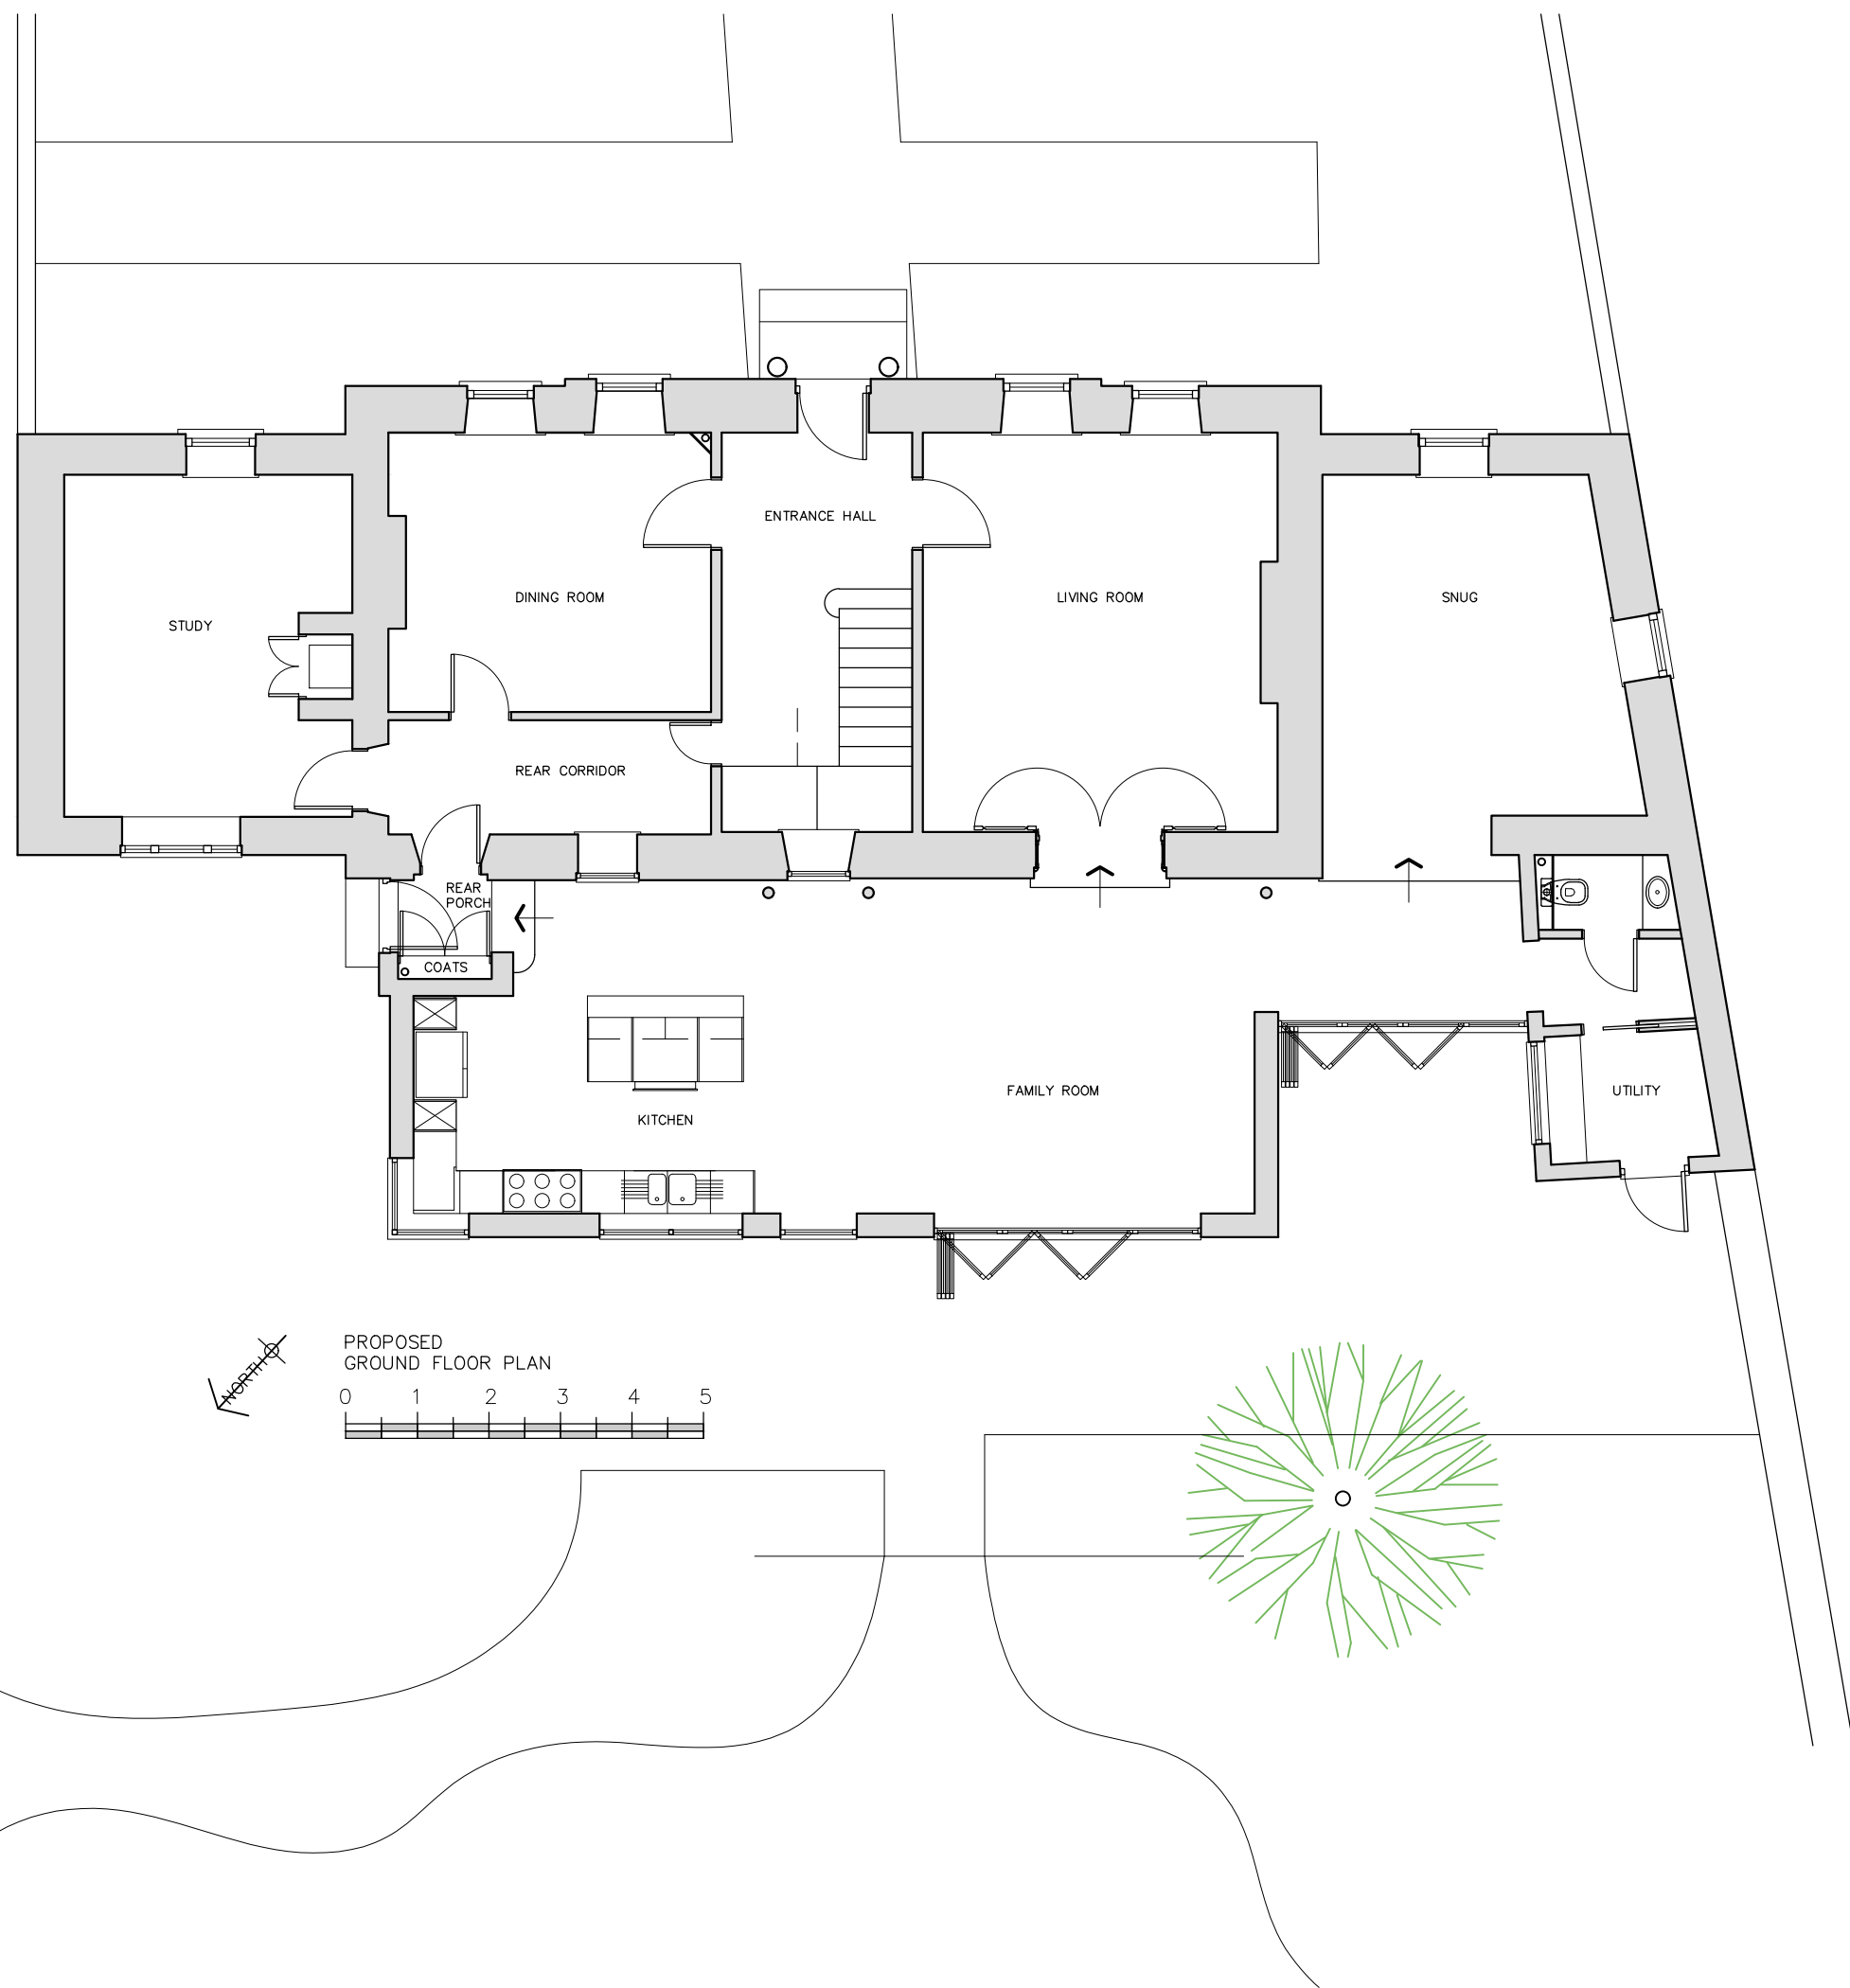 ENTRANCE HALL
DINING ROOM
LIVING ROOM
SNUG
STUDY
REAR CORRIDOR
REAR
PORCH
COATS
FAMILY ROOM
UTILITY
KITCHEN
NORTH
PROPOSED
GROUND FLOOR PLAN
0 1 2 3 4 5